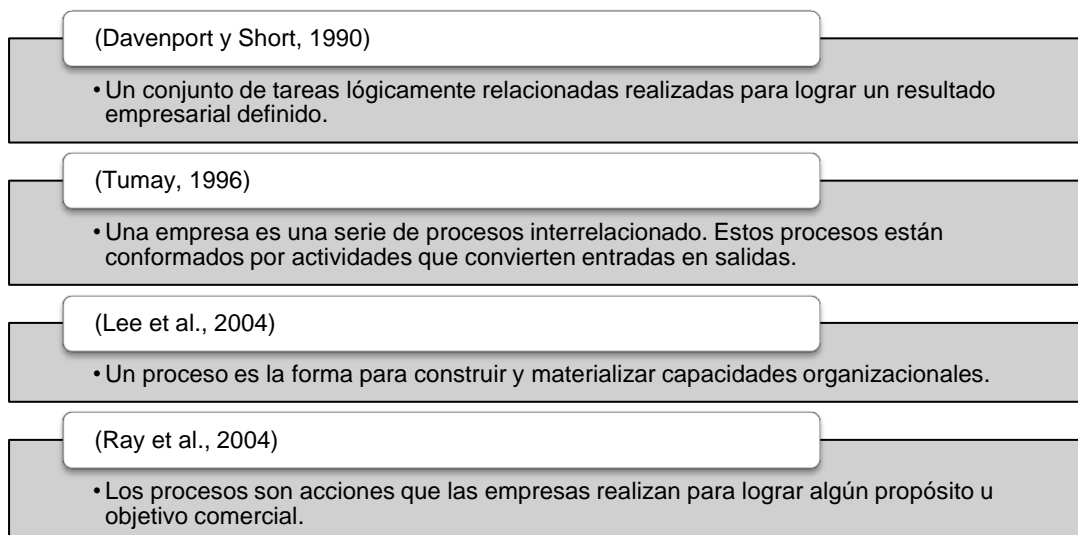 (Davenport y Short, 1990)
• Un conjunto de tareas lógicamente relacionadas realizadas para lograr un resultado
empresarial definido.
(Tumay, 1996)
• Una empresa es una serie de procesos interrelacionado. Estos procesos están
conformados por actividades que convierten entradas en salidas.
(Lee et al., 2004)
• Un proceso es la forma para construir y materializar capacidades organizacionales.
(Ray et al., 2004)
• Los procesos son acciones que las empresas realizan para lograr algún propósito u
objetivo comercial.